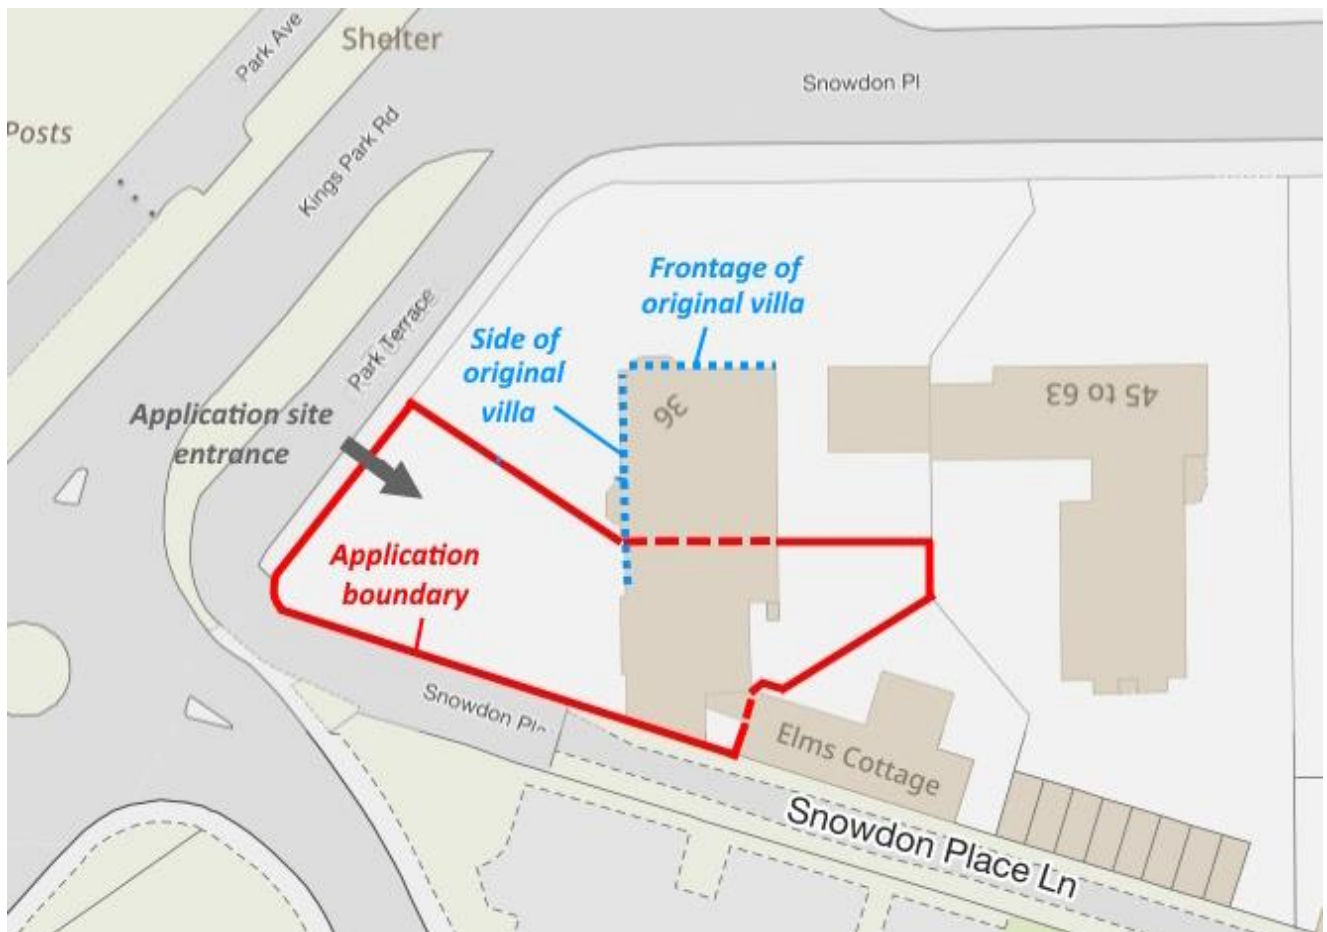 Park Ave
Shelter
Snowdon Pl
Posts
Kings Park Rd
Frontage of
original villa
Side of
original
villa
Park Terrace
36
45 to 63
Application site
entrance
Application
boundary
Snowdon Pla
Elms Cottage
Snowdon Place Ln